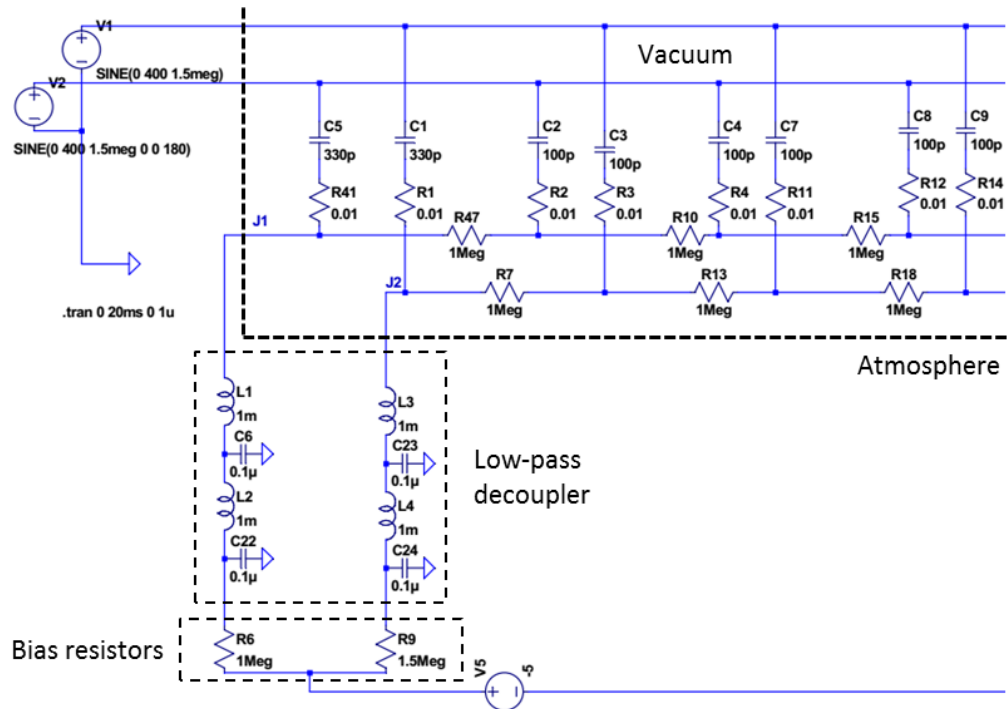 V1
Vacuum
SINE(0 400 1.5meg)
V2
SINE(0 400 1.5meg 0 0 180)
C5
330p
C1
330p
C2
100p
C3
100p
C4
100p
C7
100p
C8
100p
C9
100p
R41
0.01
R1
0.01
R2
0.01
R3
0.01
R4
0.01
R11
0.01
R12
0.01
R14
0.01
J1
R47
1Meg
R10
1Meg
R15
1Meg
J2
R7
1Meg
R13
1Meg
R18
1Meg
.tran 0 20ms 0 1u
Atmosphere
L1
1m
L3
1m
C6
0.1µ
C23
0.1µ
Low-pass
decoupler
L2
1m
L4
1m
C22
0.1µ
C24
0.1µ
Bias resistors
R6
1Meg
R9
1.5Meg
V5
-5